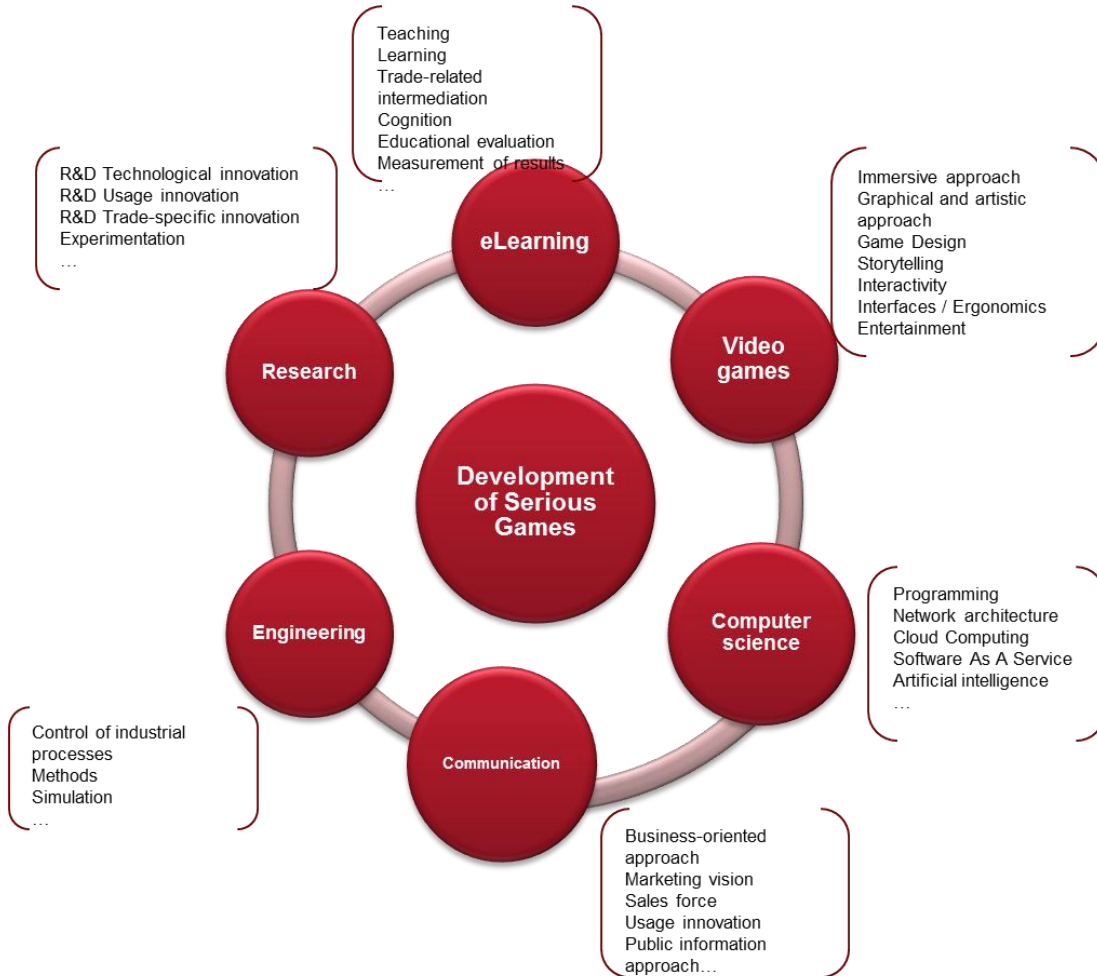 Teaching
Learning
Trade-related
intermediation
Cognition
Educational evaluation
Measurement of results
…
eLearning
R&D Technological innovation
R&D Usage innovation
R&D Trade-specific innovation
Experimentation
…
Research
Immersive approach
Graphical and artistic
approach
Game Design
Storytelling
Interactivity
Interfaces / Ergonomics
Entertainment
Video
games
Development
of Serious
Games
Engineering
Control of industrial
processes
Methods
Simulation
…
Computer
science
Programming
Network architecture
Cloud Computing
Software As A Service
Artificial intelligence
…
Communication
Business-oriented
approach
Marketing vision
Sales force
Usage innovation
Public information
approach…